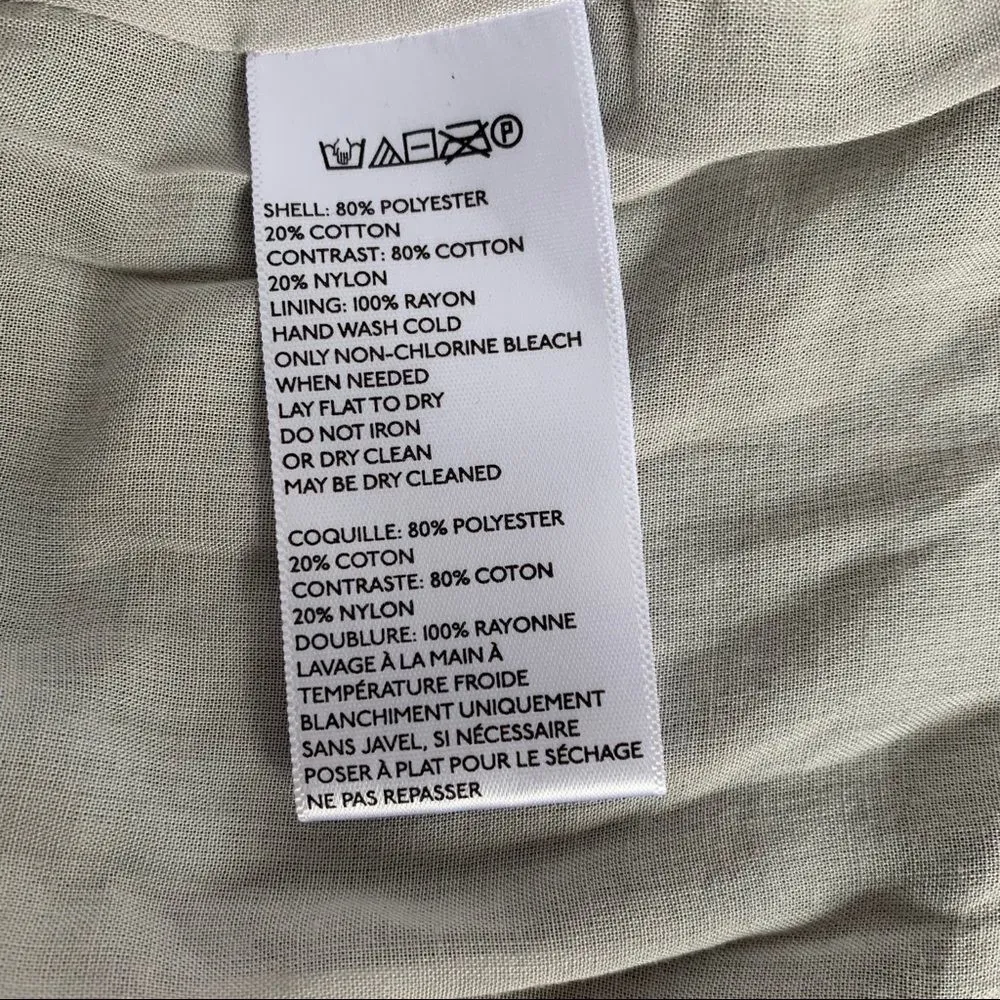 P
SHELL: 80% POLYESTER
20% COTTON
CONTRAST: 80% COTTON
20% NYLON
LINING: 100% RAYON
HAND WASH COLD
ONLY NON-CHLORINE BLEACH
WHEN NEEDED
LAY FLAT TO DRY
DO NOT IRON
OR DRY CLEAN
MAY BE DRY CLEANED
COQUILLE: 80% POLYESTER
20% COTON
CONTRASTE: 80% COTON
20% NYLON
DOUBLURE: 100% RAYONNE
LAVAGE À LA MAIN À
TEMPÉRATURE FROIDE
BLANCHIMENT UNIQUEMENT
SANS JAVEL, SI NÉCESSAIRE
POSER À PLAT POUR LE SÉCHAGE
NE PAS REPASSER